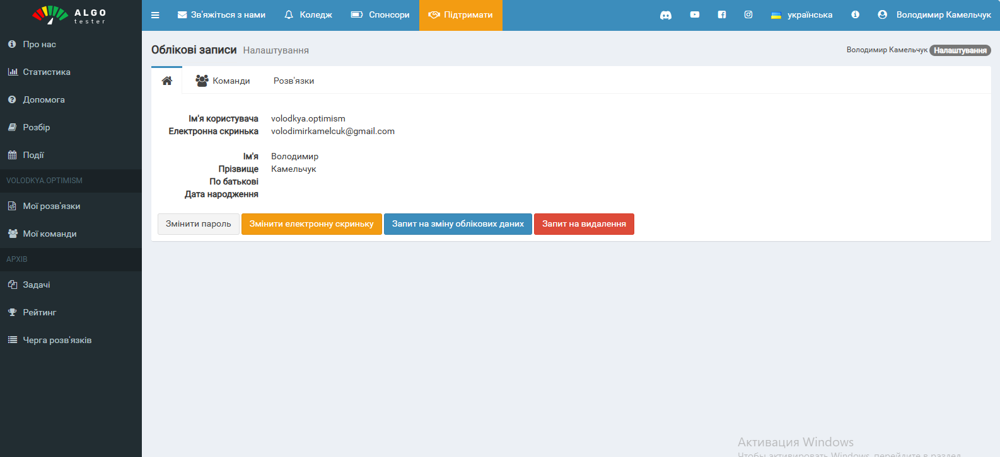 ALGO
tester
Зв'яжіться з нами
Коледж
Спонсори
Підтримати
українська
Володимир Камельчук
Про нас
Статистика
Допомога
Розбір
Події
VOLODKYA.OPTIMISM
Мої розв'язки
Мої команди
АРХІВ
Задачі
Рейтинг
Черга розв'язків
Облікові записи Налаштування
Володимир Камельчук Налаштування
Команди
Розв'язки
Ім'я користувача volodkya.optimism
Електронна скринька volodimirkamelcuk@gmail.com
Ім'я Володимир
Прізвище Камельчук
По батькові
Дата народження
Змінити пароль
Змінити електронну скриньку
Запит на зміну облікових даних
Запит на видалення
Активация Windows
Чтобы активировать Windows, перейдите в раздел